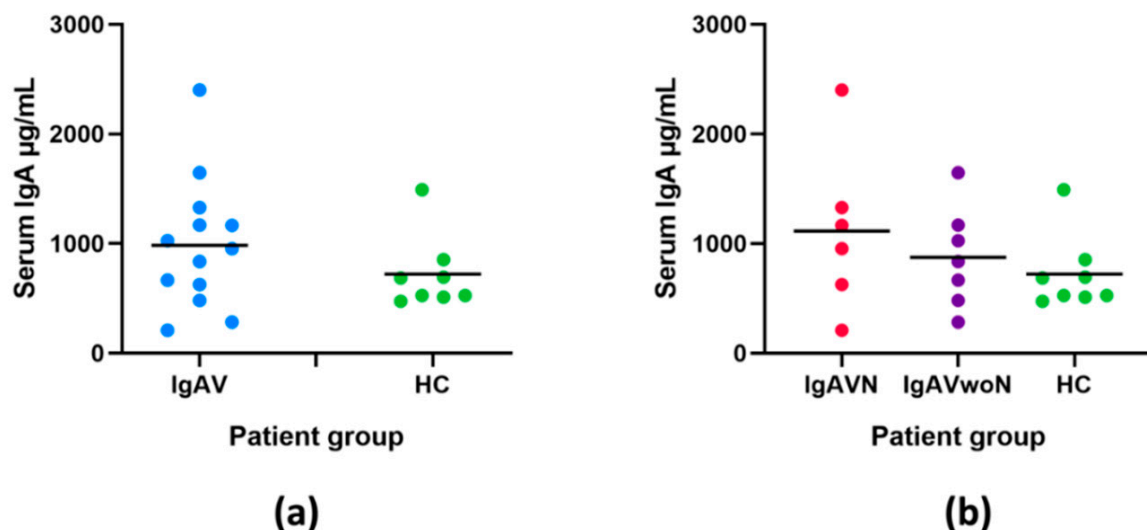 3000
2000
1000
0
Serum IgA µg/mL
IgAV HC
Patient group
(a)
3000
2000
1000
0
Serum IgA µg/mL
IgAVN IgAVwoN HC
Patient group
(b)